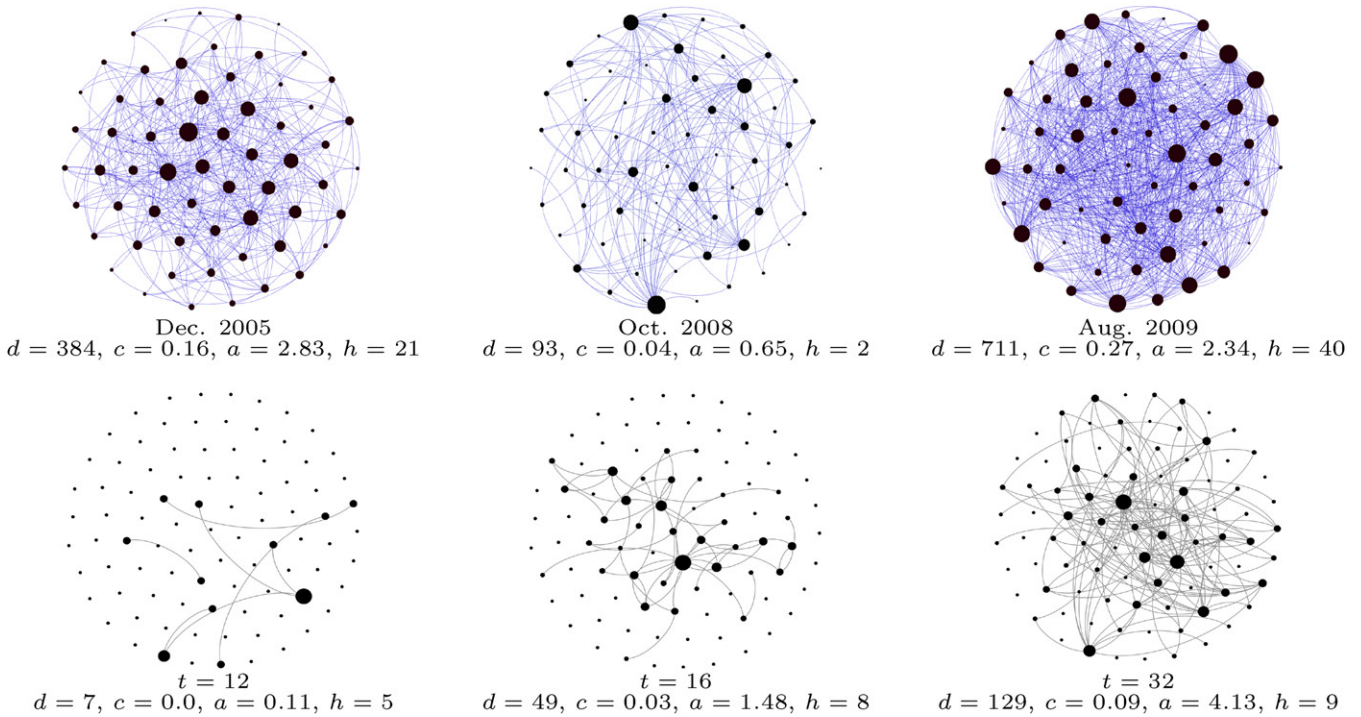 Dec. 2005
d = 384, c = 0.16, a = 2.83, h = 21
Oct. 2008
d = 93, c = 0.04, a = 0.65, h = 2
Aug. 2009
d = 711, c = 0.27, a = 2.34, h = 40
t = 12
d = 7, c = 0.0, a = 0.11, h = 5
t = 16
d = 49, c = 0.03, a = 1.48, h = 8
t = 32
d = 129, c = 0.09, a = 4.13, h = 9